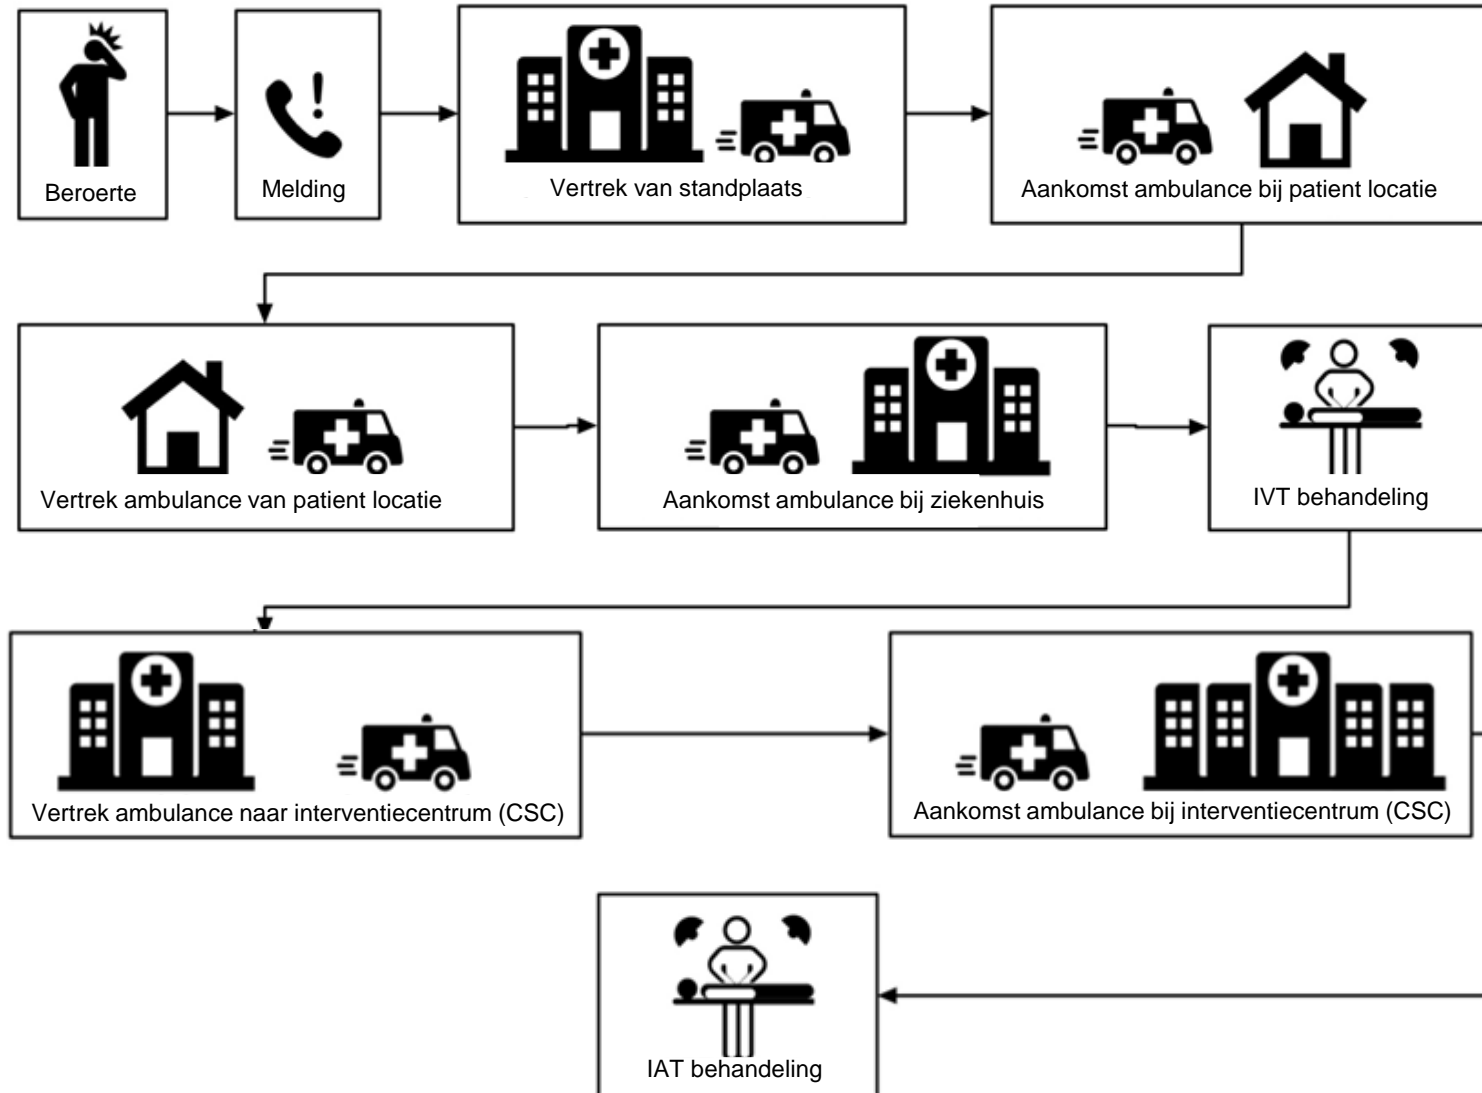 Beroerte
Melding
Vertrek van standplaats
Aankomst ambulance bij patient locatie
Vertrek ambulance van patient locatie
Aankomst ambulance bij ziekenhuis
IVT behandeling
Vertrek ambulance naar interventiecentrum (CSC)
Aankomst ambulance bij interventiecentrum (CSC)
IAT behandeling